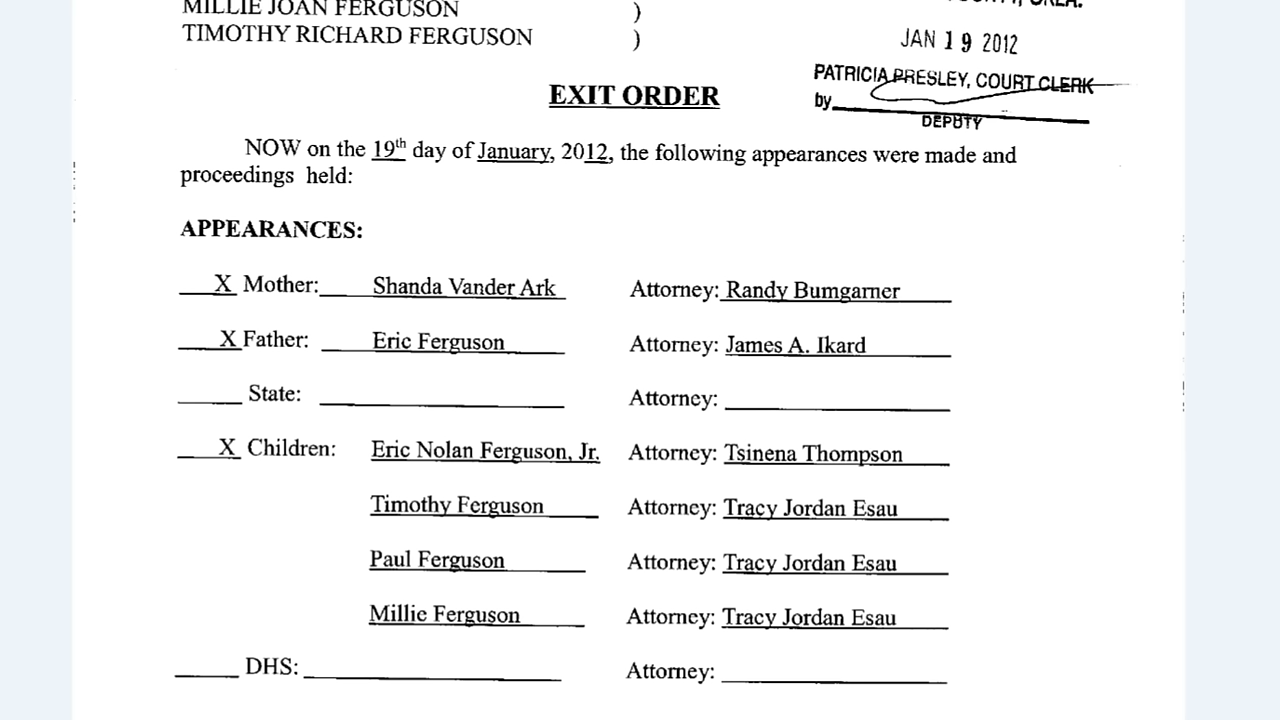 MILLIE JOAN FERGUSON )
TIMOTHY RICHARD FERGUSON )
JAN 19 2012
PATRICIA PRESLEY, COURT CLERK
by
DEPUTY
EXIT ORDER
NOW on the 19th day of January, 2012, the following appearances were made and
proceedings held:
APPEARANCES:
X Mother: Shanda Vander Ark Attorney: Randy Bumgarner
X Father: Eric Ferguson Attorney: James A. Ikard
State: Attorney:
X Children: Eric Nolan Ferguson, Jr. Attorney: Tsinena Thompson
Timothy Ferguson Attorney: Tracy Jordan Esau
Paul Ferguson Attorney: Tracy Jordan Esau
Millie Ferguson Attorney: Tracy Jordan Esau
DHS: Attorney: